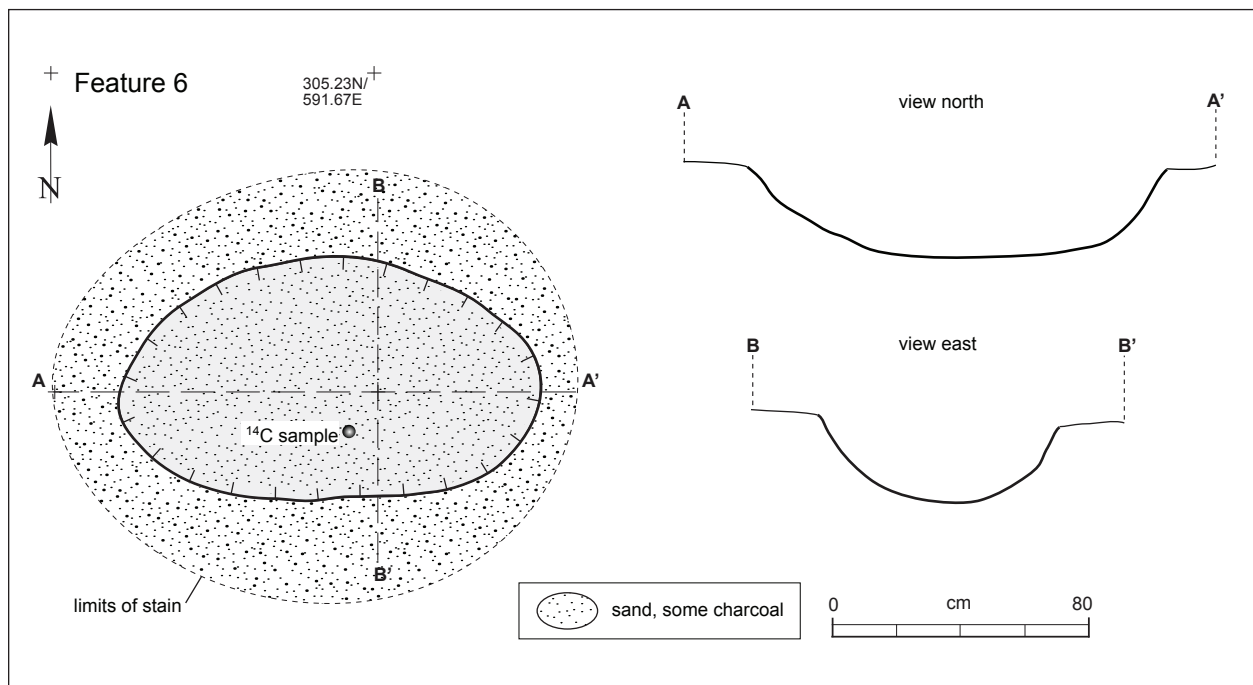 Feature 6
305.23N/
591.67E
N
A
A’
B
B’
¹⁴C sample
limits of stain
A
view north
A’
B
view east
B’
sand, some charcoal
0 cm 80